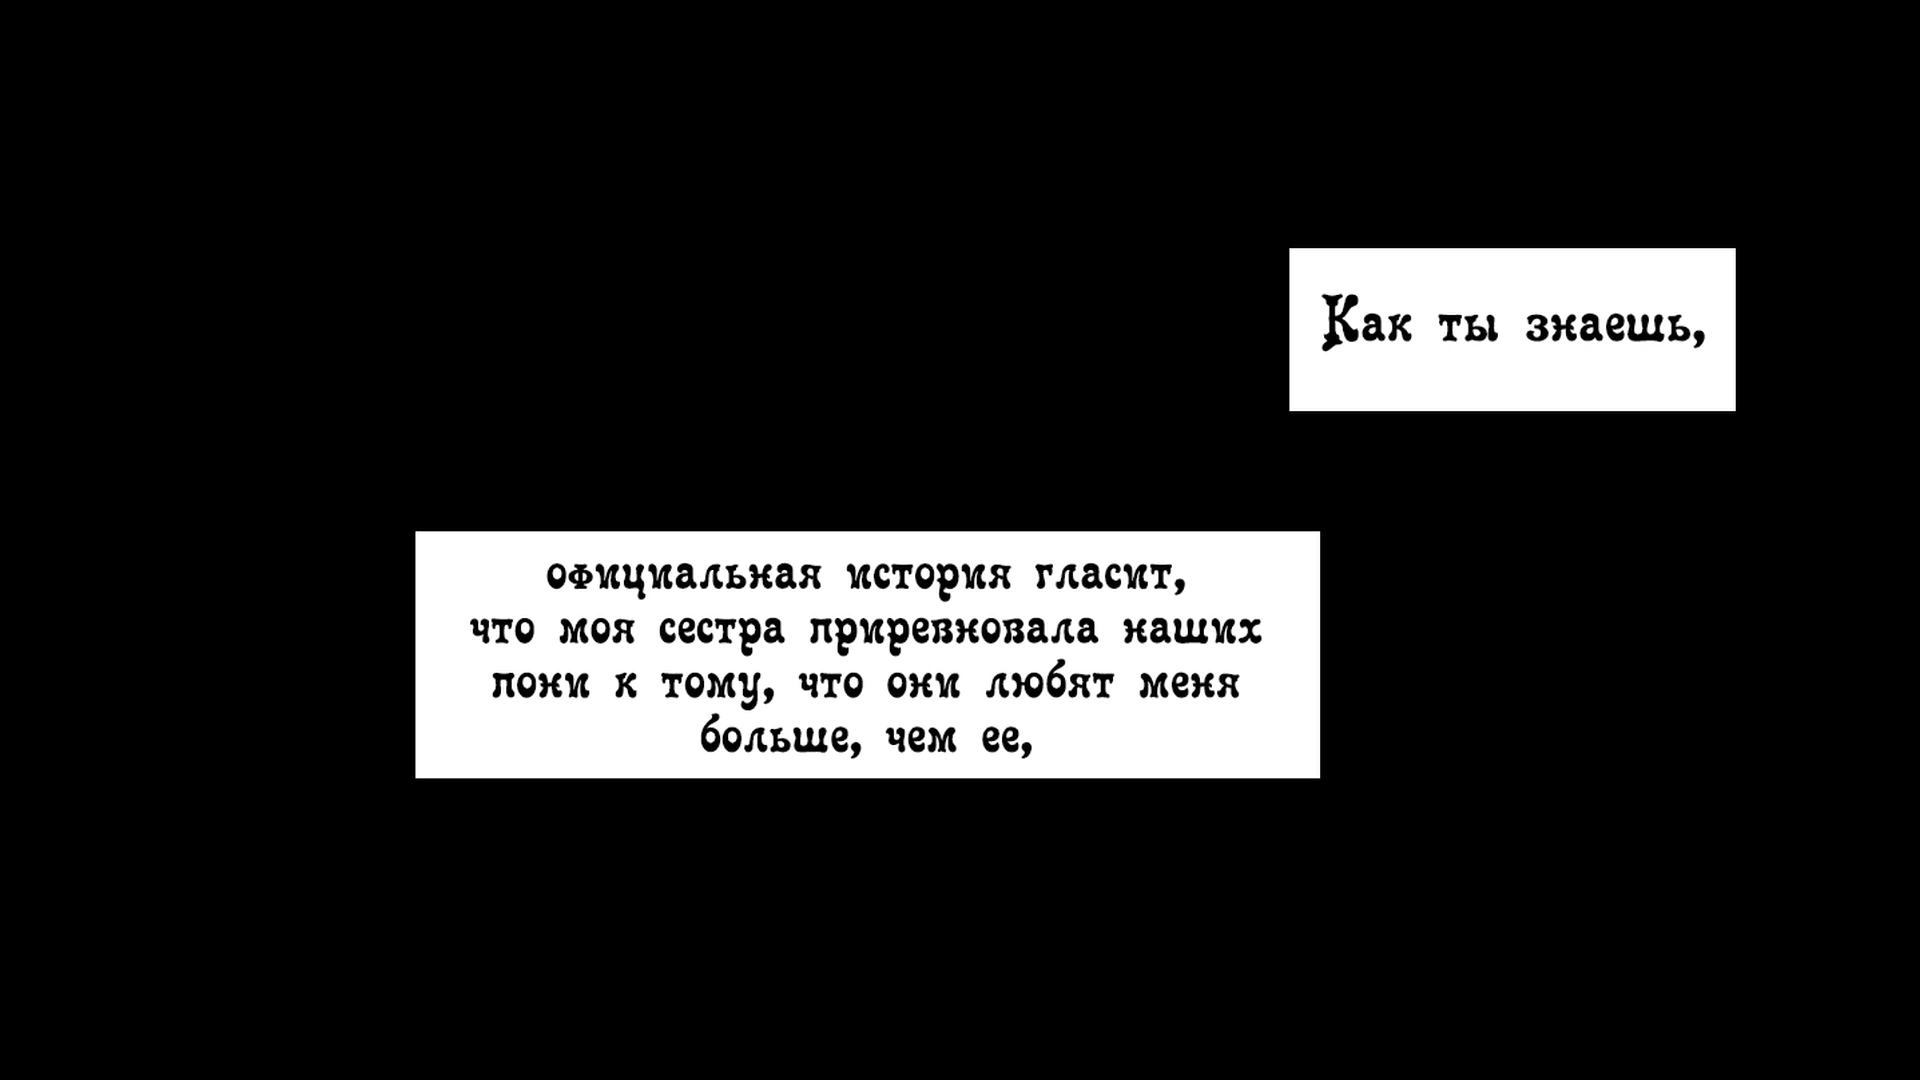 Как ты знаешь,
официальная история гласит,
что моя сестра приревновала наших
пони к тому, что они любят меня
больше, чем ее,